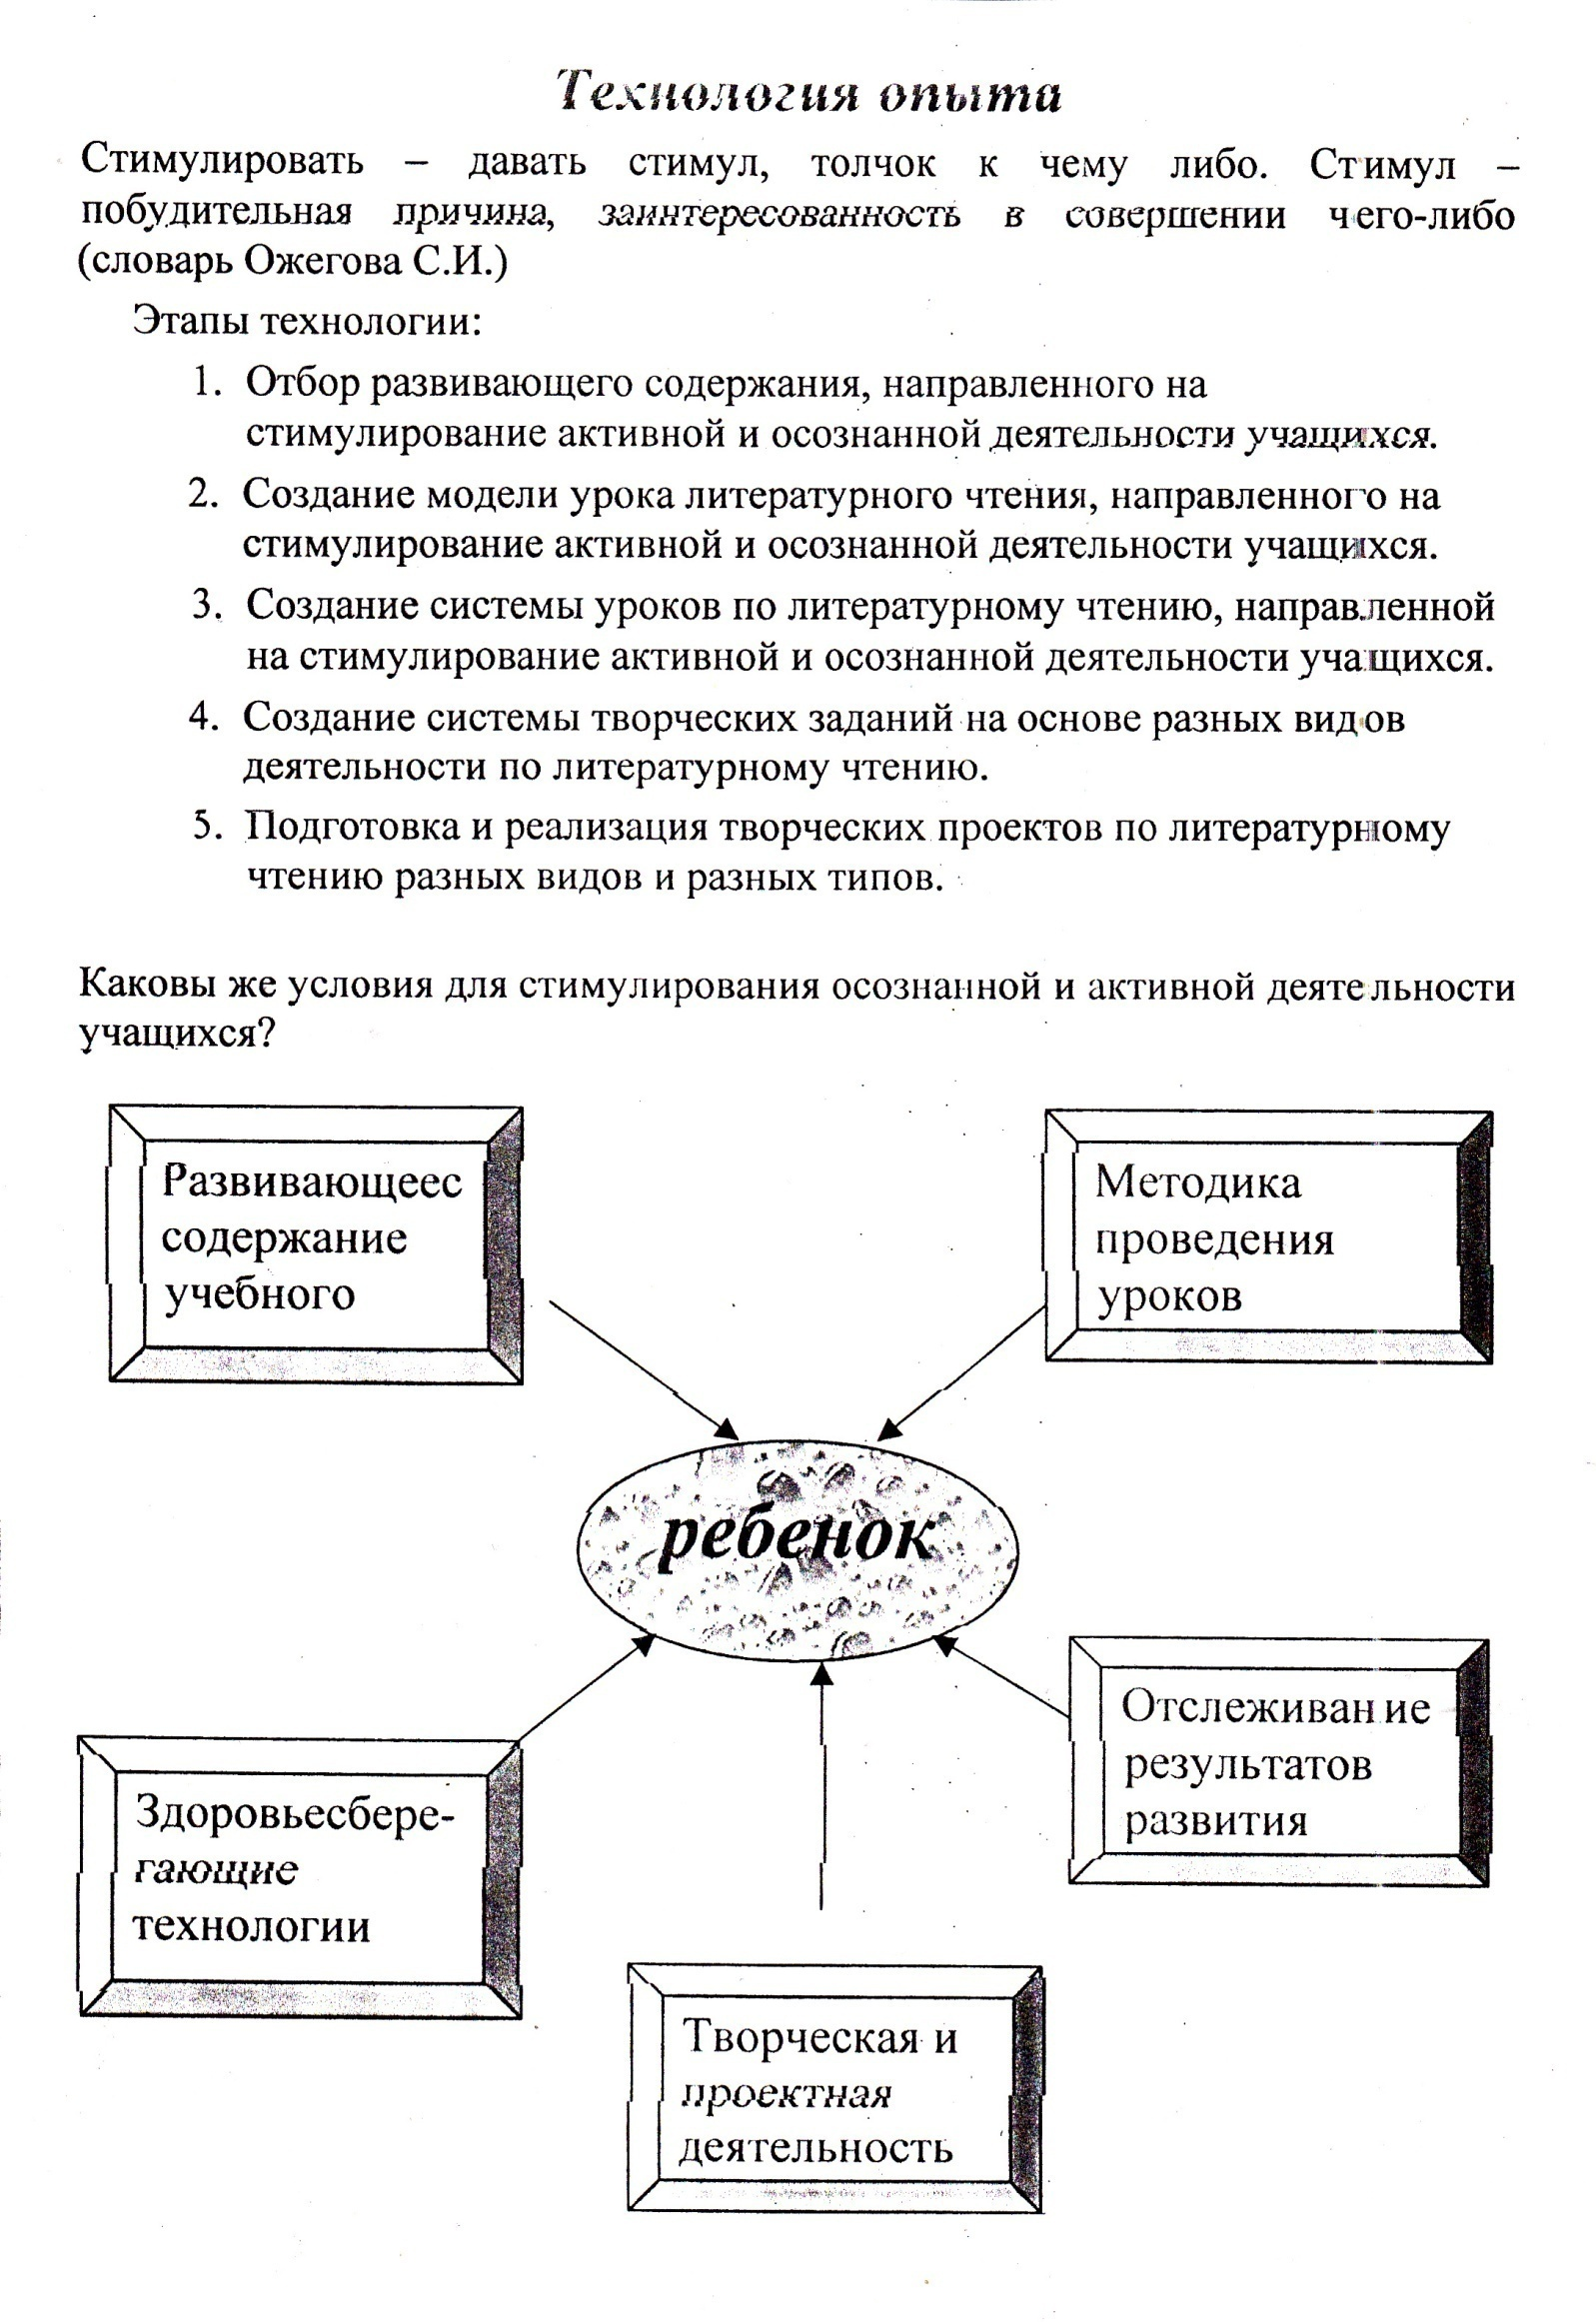 Технология опыта
Стимулировать – давать стимул, толчок к чему либо. Стимул –
побудительная причина, заинтересованность в совершении чего-либо
(словарь Ожегова С.И.)
Этапы технологии:
1. Отбор развивающего содержания, направленного на
стимулирование активной и осознанной деятельности учащихся.
2. Создание модели урока литературного чтения, направленного на
стимулирование активной и осознанной деятельности учащихся.
3. Создание системы уроков по литературному чтению, направленной
на стимулирование активной и осознанной деятельности учащихся.
4. Создание системы творческих заданий на основе разных видов
деятельности по литературному чтению.
5. Подготовка и реализация творческих проектов по литературному
чтению разных видов и разных типов.
Каковы же условия для стимулирования осознанной и активной деятельности
учащихся?
Развивающеес
содержание
учебного
Методика
проведения
уроков
ребенок
Отслеживание
результатов
развития
Здоровьесбере-
гающие
технологии
Творческая и
проектная
деятельность